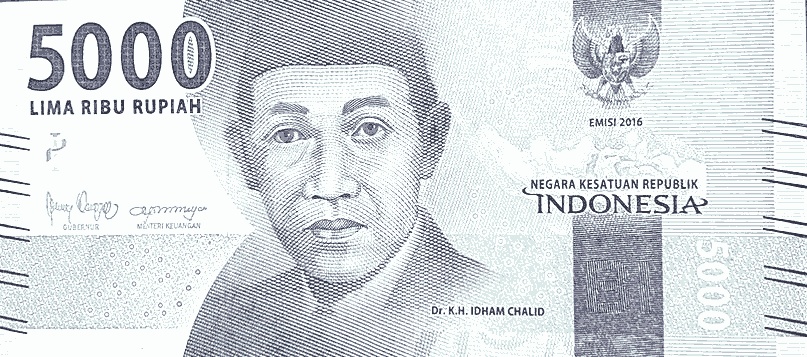 5000
LIMA RIBU RUPIAH
EMISI 2016
NEGARA KESATUAN REPUBLIK
INDONESIA
GUBERNUR MENTERI KEUANGAN
Dr. K.H. IDHAM CHALID
5000